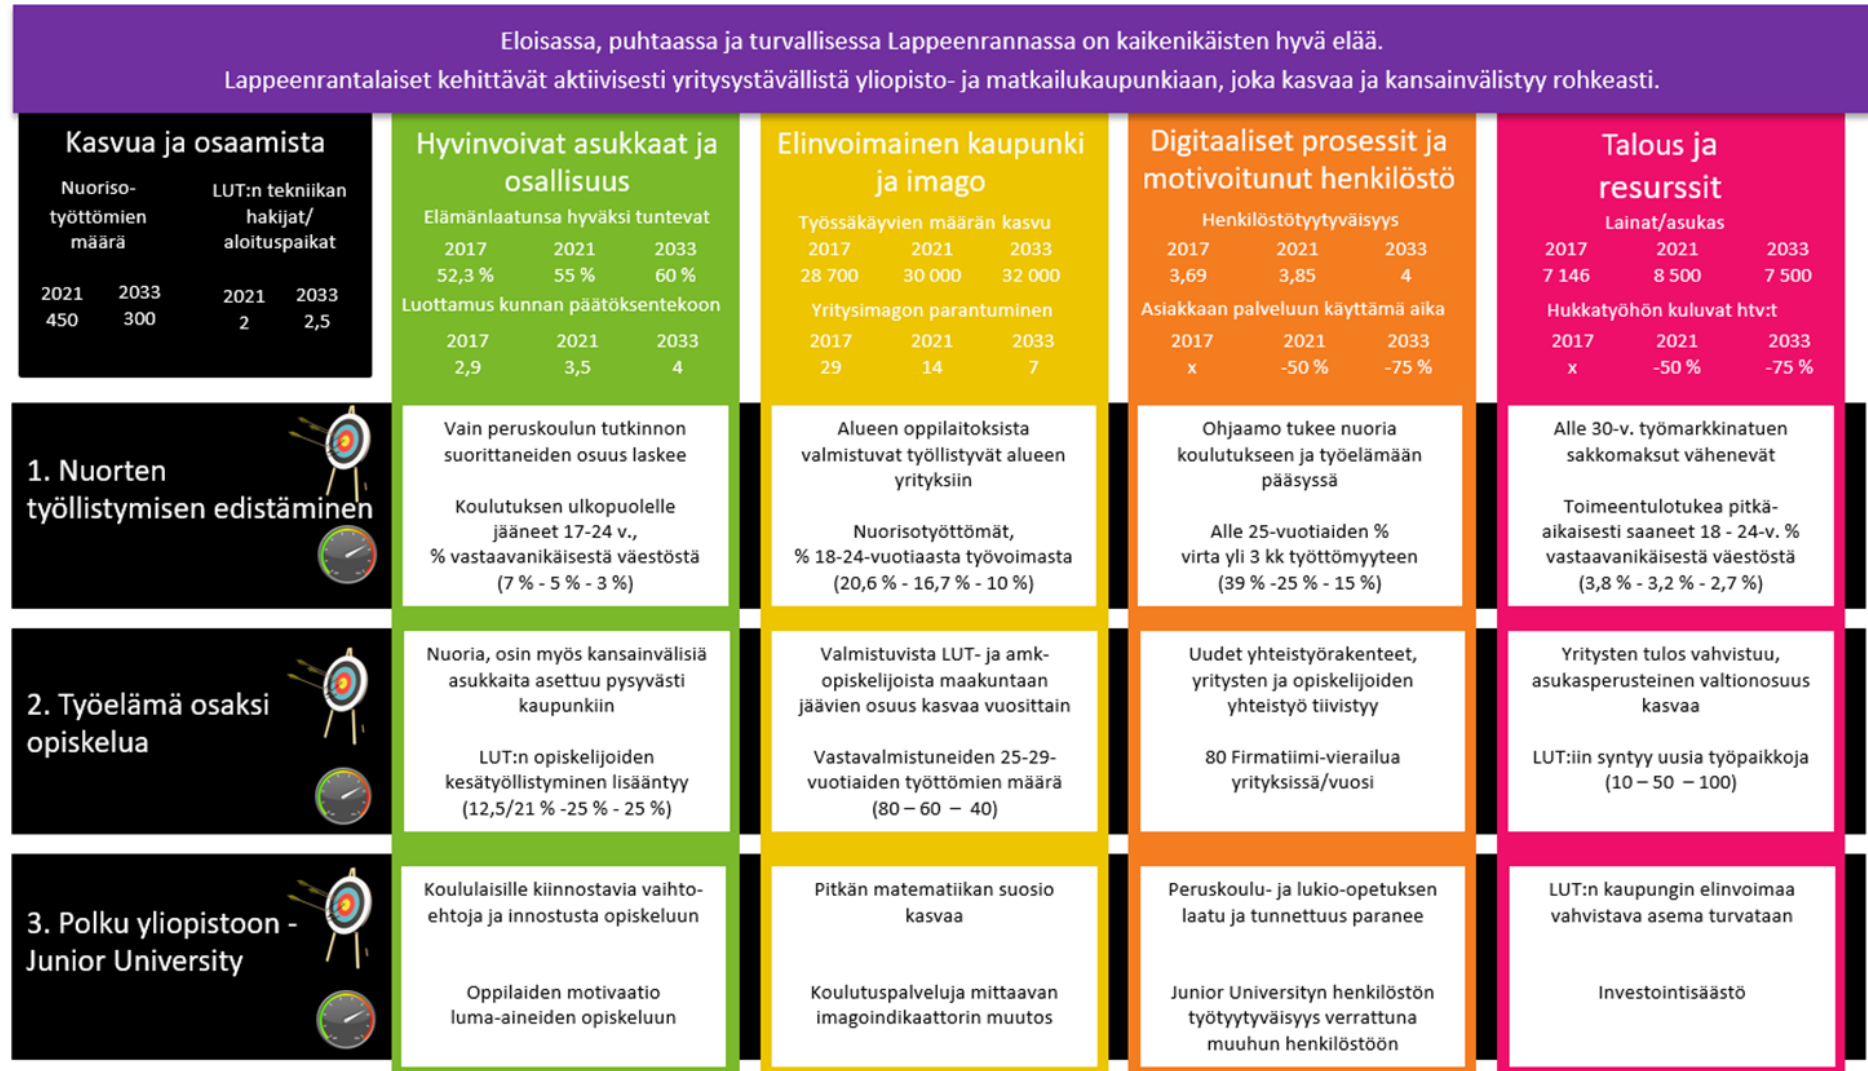 Eloisassa, puhtaassa ja turvallisessa Lappeenrannassa on kaikenikäisten hyvä elää.
Lappeenrantalaiset kehittävät aktiivisesti yritysystävällistä yliopisto- ja matkailukaupunkiaan, joka kasvaa ja kansainvälistyy rohkeasti.
Kasvua ja osaamista
Nuoriso-
työttömien
määrä
2021 2033
450 300
LUT:n tekniikan
hakijat/
aloituspaikat
2021 2033
2 2,5
Hyvinvoivat asukkaat ja
osallisuus
Elämänlaatunsa hyväksi tuntevat
2017 2021 2033
52,3 % 55 % 60 %
Luottamus kunnan päätöksentekoon
2017 2021 2033
2,9 3,5 4
Elinvoimainen kaupunki
ja imago
Työssäkäyvien määrän kasvu
2017 2021 2033
28 700 30 000 32 000
Yritysimagon parantuminen
2017 2021 2033
29 14 7
Digitaaliset prosessit ja
motivoitunut henkilöstö
Henkilöstötyytyväisyys
2017 2021 2033
3,69 3,85 4
Asiakkaan palveluun käyttämä aika
2017 2021 2033
x -50 % -75 %
Talous ja
resurssit
Lainat/asukas
2017 2021 2033
7 146 8 500 7 500
Hukkatyöhön kuluvat htv:t
2017 2021 2033
x -50 % -75 %
1. Nuorten
työllistymisen edistäminen
Vain peruskoulun tutkinnon
suorittaneiden osuus laskee
Koulutuksen ulkopuolelle
jääneet 17-24 v.,
% vastaavanikäisestä väestöstä
(7 % - 5 % - 3 %)
Alueen oppilaitoksista
valmistuvat työllistyvät alueen
yrityksiin
Nuorisotyöttömät,
% 18-24-vuotiaasta työvoimasta
(20,6 % - 16,7 % - 10 %)
Ohjaamo tukee nuoria
koulutukseen ja työelämään
pääsyssä
Alle 25-vuotiaiden %
virta yli 3 kk työttömyyteen
(39 % -25 % - 15 %)
Alle 30-v. työmarkkinatuen
sakkomaksut vähenevät
Toimeentulotukea pitkä-
aikaisesti saaneet 18 - 24-v. %
vastaavanikäisestä väestöstä
(3,8 % - 3,2 % - 2,7 %)
2. Työelämä osaksi
opiskelua
Nuoria, osin myös kansainvälisiä
asukkaita asettuu pysyvästi
kaupunkiin
LUT:n opiskelijoiden
kesätyöllistyminen lisääntyy
(12,5/21 % -25 % - 25 %)
Valmistuvista LUT- ja amk-
opiskelijoista maakuntaan
jäävien osuus kasvaa vuosittain
Vastavalmistuneiden 25-29-
vuotiaiden työttömien määrä
(80 – 60 – 40)
Uudet yhteistyörakenteet,
yritysten ja opiskelijoiden
yhteistyö tiivistyy
80 Firmatiimi-vierailua
yrityksissä/vuosi
Yritysten tulos vahvistuu,
asukasperusteinen valtionosuus
kasvaa
LUT:iin syntyy uusia työpaikkoja
(10 – 50 – 100)
3. Polku yliopistoon -
Junior University
Koululaisille kiinnostavia vaihto-
ehtoja ja innostusta opiskeluun
Oppilaiden motivaatio
luma-aineiden opiskeluun
Pitkän matematiikan suosio
kasvaa
Koulutuspalveluja mittaavan
imagoindikaattorin muutos
Peruskoulu- ja lukio-opetuksen
laatu ja tunnettuus paranee
Junior Universityn henkilöstön
työtyytyväisyys verrattuna
muuhun henkilöstöön
LUT:n kaupungin elinvoimaa
vahvistava asema turvataan
Investointisäästö